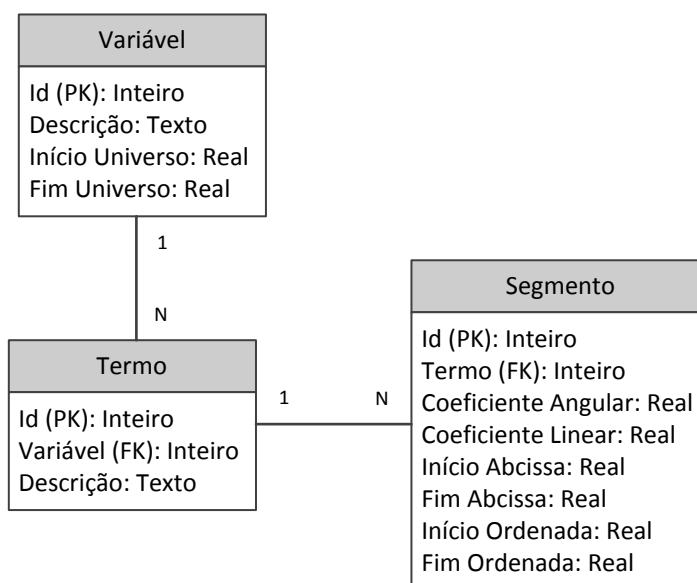 Variável
Id (PK): Inteiro
Descrição: Texto
Início Universo: Real
Fim Universo: Real
1
N
Termo
Id (PK): Inteiro
Variável (FK): Inteiro
Descrição: Texto
1
N
Segmento
Id (PK): Inteiro
Termo (FK): Inteiro
Coeficiente Angular: Real
Coeficiente Linear: Real
Início Abcissa: Real
Fim Abcissa: Real
Início Ordenada: Real
Fim Ordenada: Real